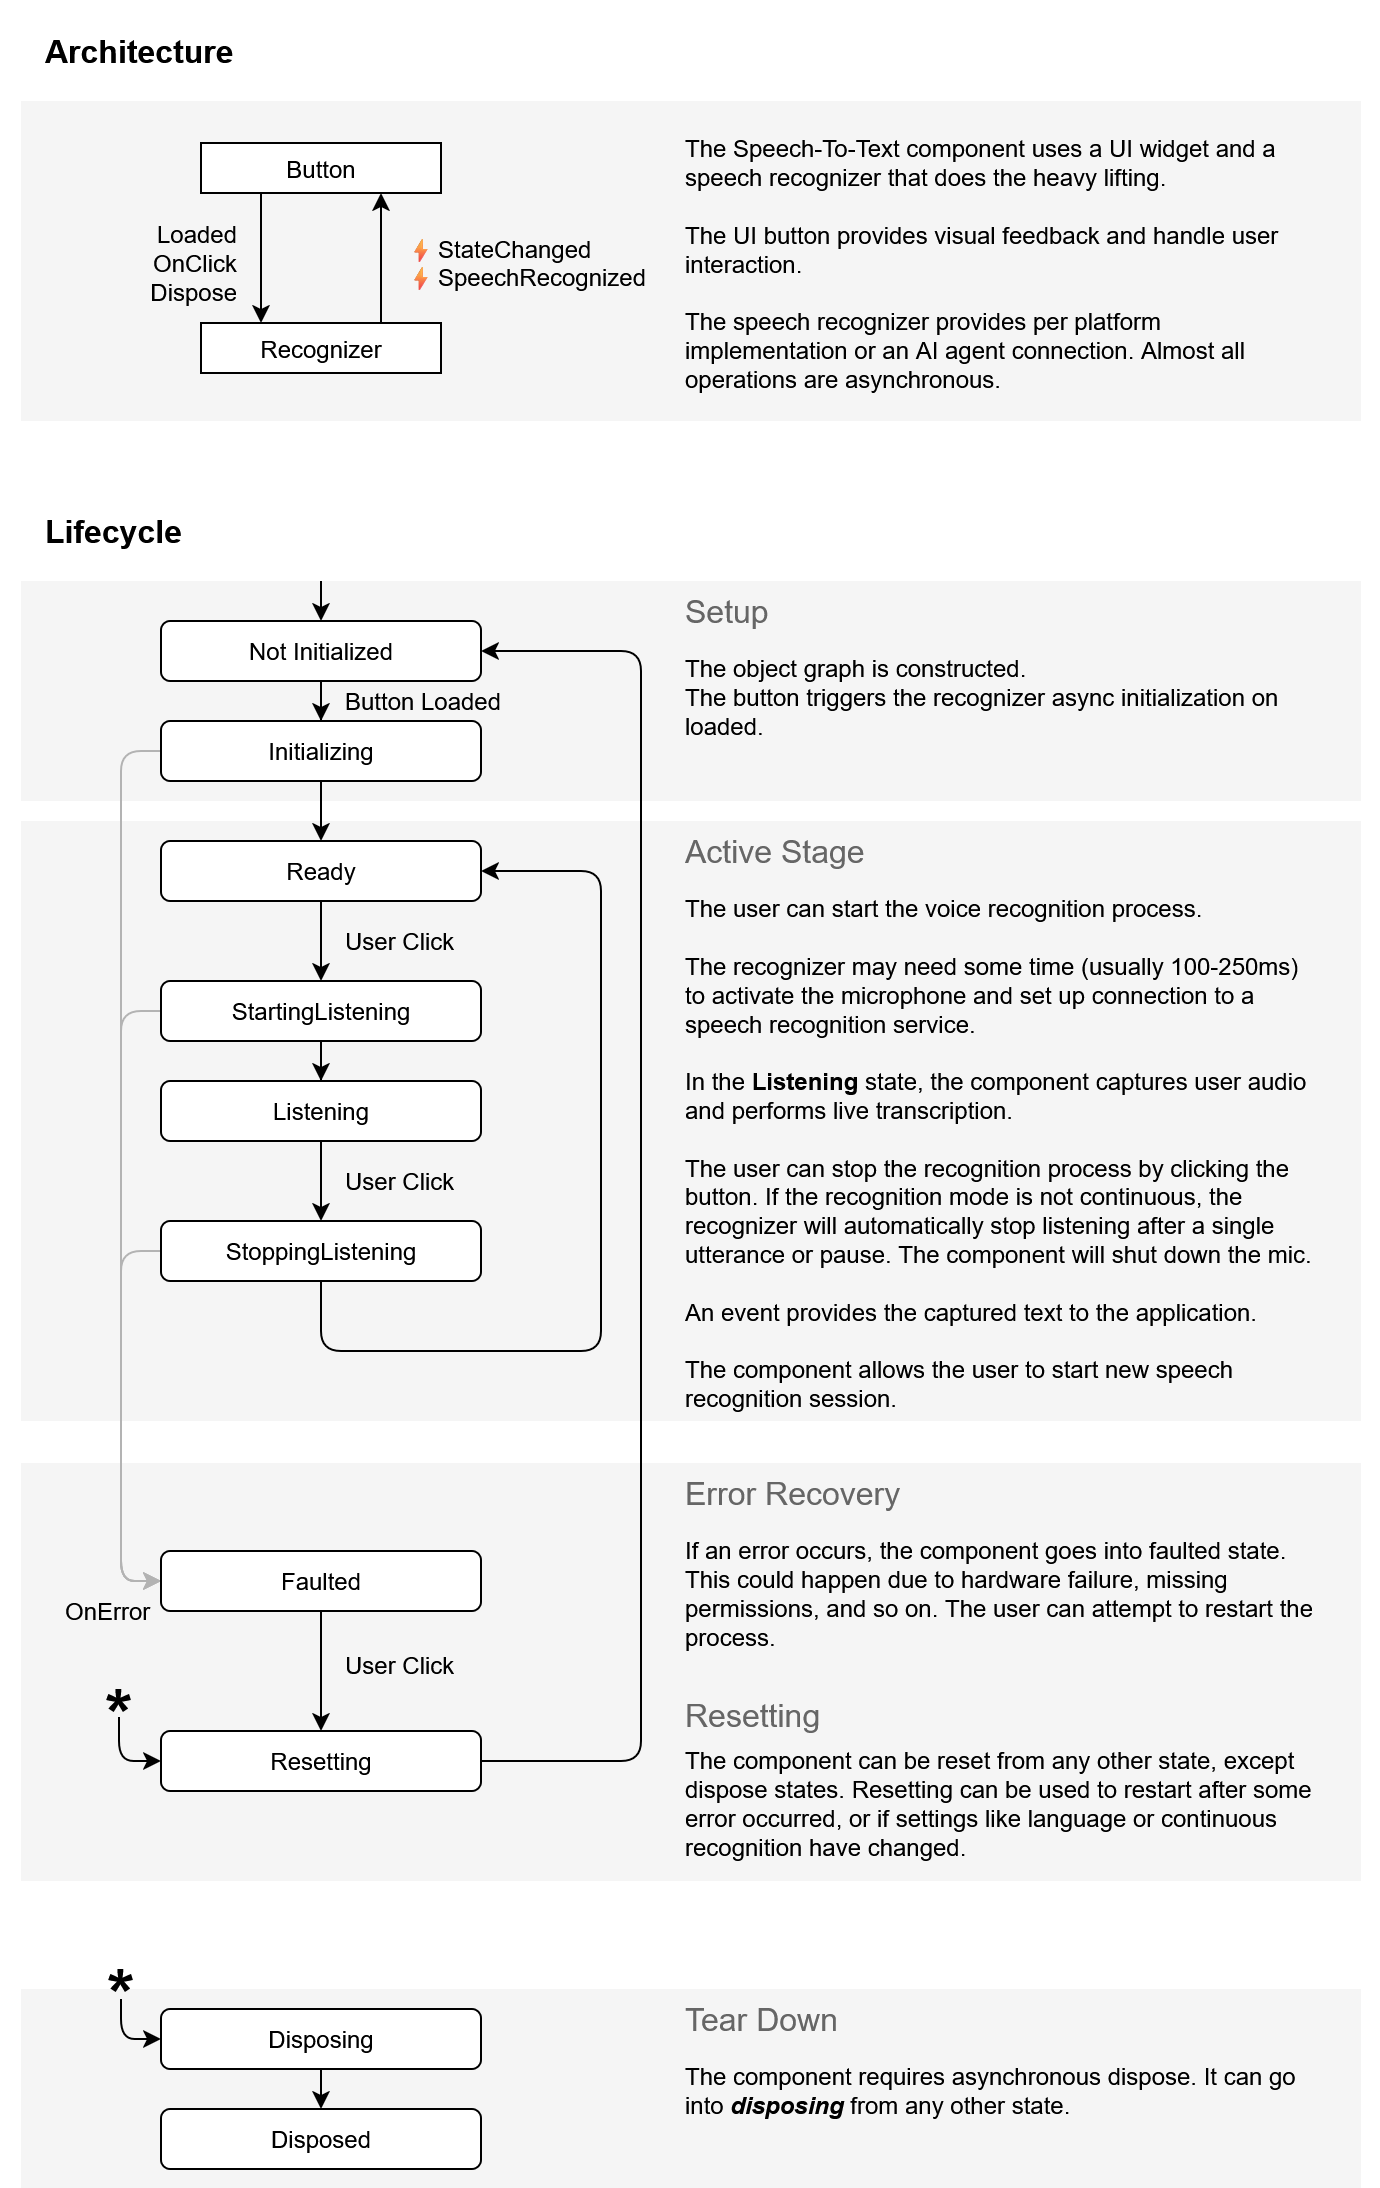 Architecture
Button
Loaded
OnClick
Dispose
StateChanged
SpeechRecognized
Recognizer
The Speech-To-Text component uses a UI widget and a
speech recognizer that does the heavy lifting.
The UI button provides visual feedback and handle user
interaction.
The speech recognizer provides per platform
implementation or an AI agent connection. Almost all
operations are asynchronous.
Lifecycle
Not Initialized
Button Loaded
Initializing
Setup
The object graph is constructed.
The button triggers the recognizer async initialization on
loaded.
Ready
User Click
StartingListening
Listening
User Click
StoppingListening
Active Stage
The user can start the voice recognition process.
The recognizer may need some time (usually 100-250ms)
to activate the microphone and set up connection to a
speech recognition service.
In the Listening state, the component captures user audio
and performs live transcription.
The user can stop the recognition process by clicking the
button. If the recognition mode is not continuous, the
recognizer will automatically stop listening after a single
utterance or pause. The component will shut down the mic.
An event provides the captured text to the application.
The component allows the user to start new speech
recognition session.
Faulted
OnError
User Click
*
Resetting
Error Recovery
If an error occurs, the component goes into faulted state.
This could happen due to hardware failure, missing
permissions, and so on. The user can attempt to restart the
process.
Resetting
The component can be reset from any other state, except
dispose states. Resetting can be used to restart after some
error occurred, or if settings like language or continuous
recognition have changed.
*
Disposing
Disposed
Tear Down
The component requires asynchronous dispose. It can go
into disposing from any other state.